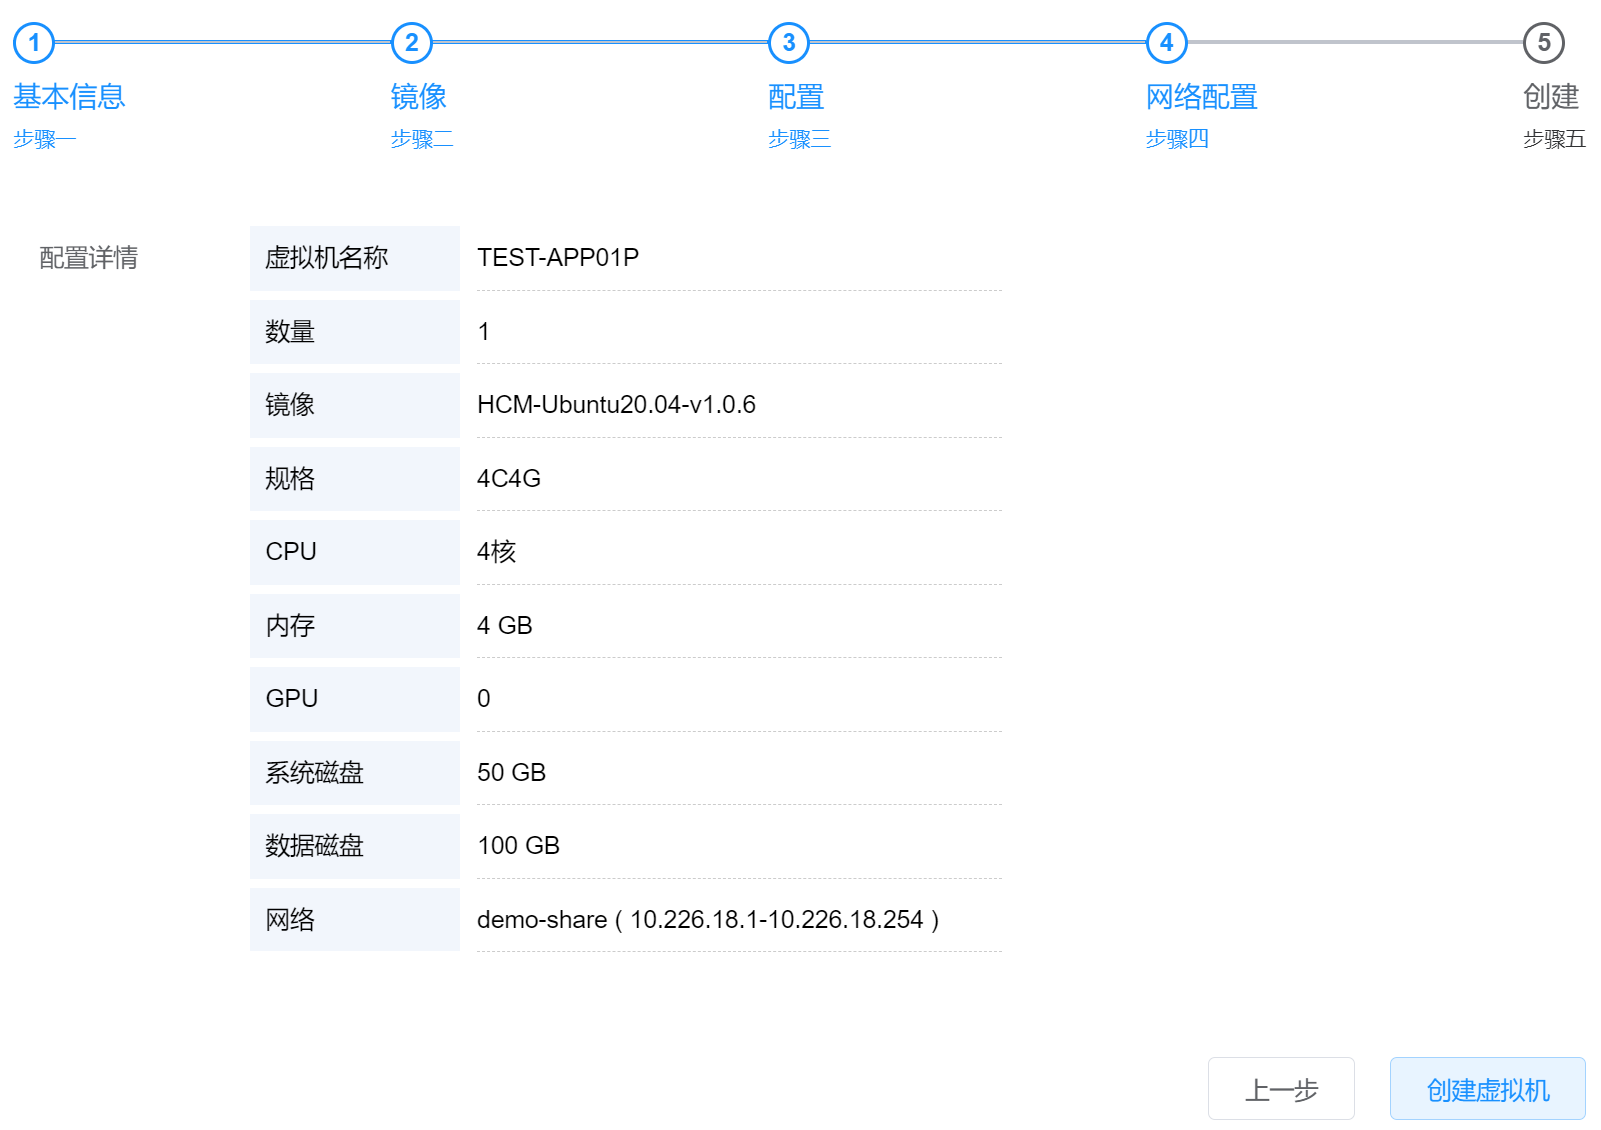 1 2 3 4 5
基本信息 镜像 配置 网络配置 创建
步骤一 步骤二 步骤三 步骤四 步骤五
配置详情
虚拟机名称 TEST-APP01P
数量 1
镜像 HCM-Ubuntu20.04-v1.0.6
规格 4C4G
CPU 4核
内存 4 GB
GPU 0
系统磁盘 50 GB
数据磁盘 100 GB
网络 demo-share ( 10.226.18.1-10.226.18.254 )
上一步 创建虚拟机